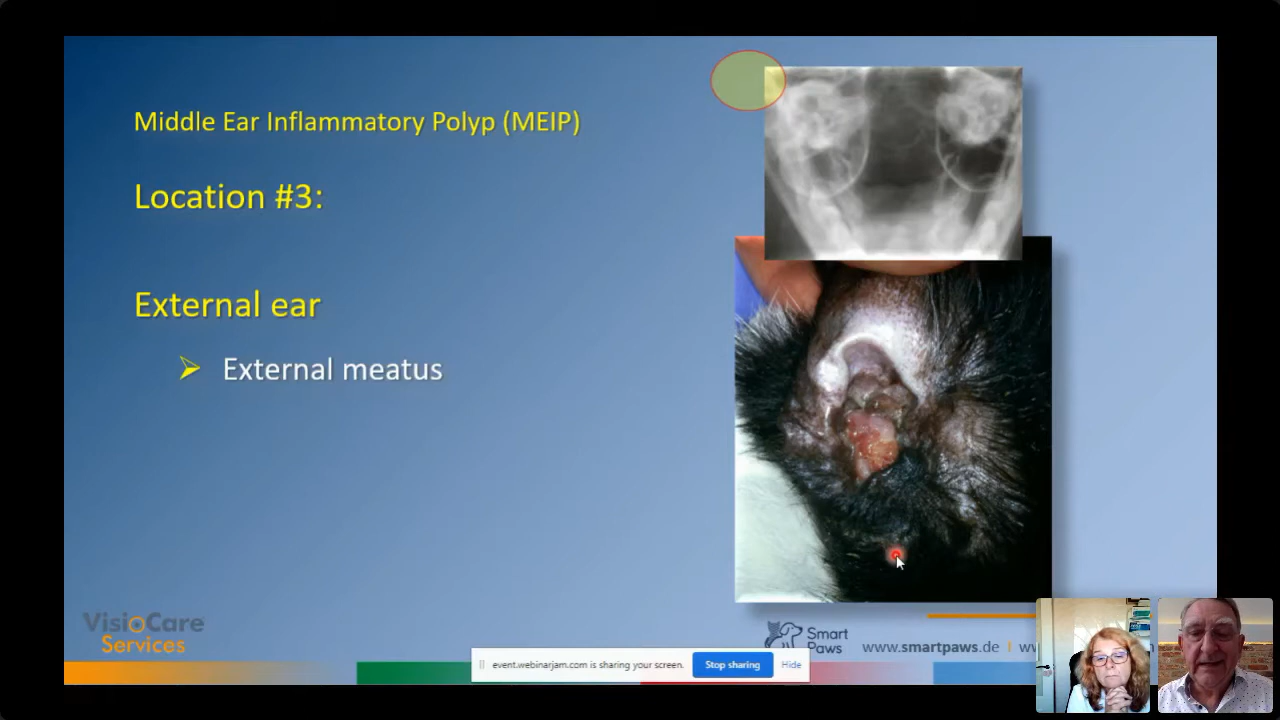 Middle Ear Inflammatory Polyp (MEIP)
Location #3:
External ear
External meatus
VisioCare
Services
Smart
Paws
www.smartpaws.de
event.webinarjam.com is sharing your screen.
Stop sharing
Hide